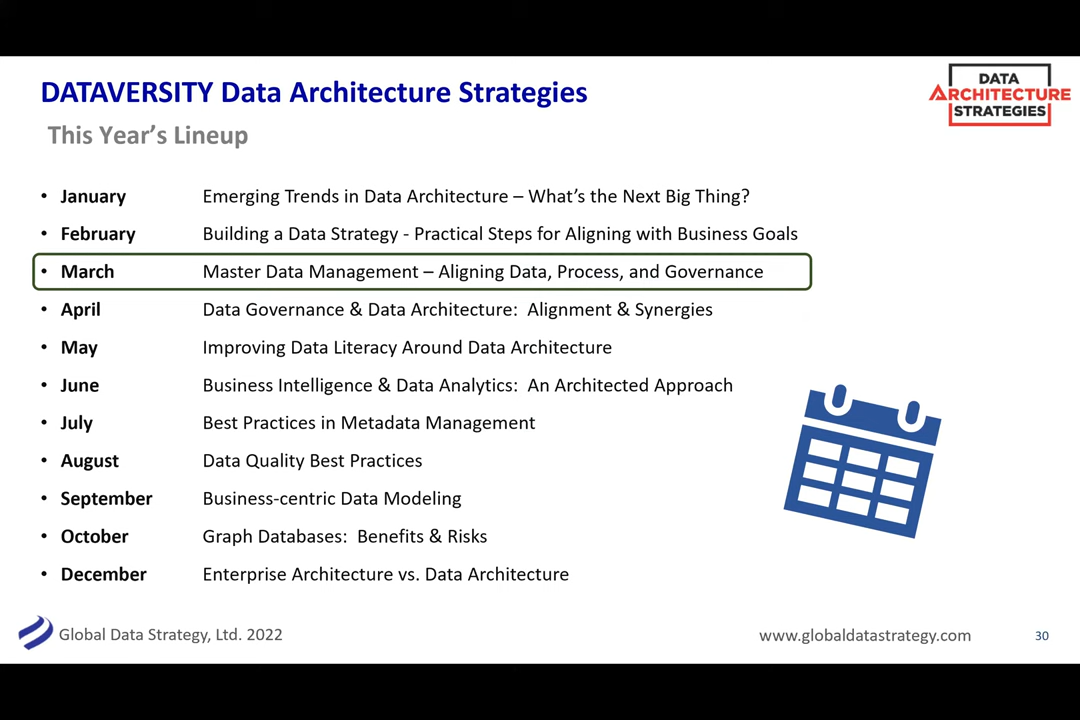 DATAVERSITY Data Architecture Strategies
This Year’s Lineup
DATA
ARCHITECTURE
STRATEGIES
• January Emerging Trends in Data Architecture – What’s the Next Big Thing?
• February Building a Data Strategy - Practical Steps for Aligning with Business Goals
• March Master Data Management – Aligning Data, Process, and Governance
• April Data Governance & Data Architecture: Alignment & Synergies
• May Improving Data Literacy Around Data Architecture
• June Business Intelligence & Data Analytics: An Architected Approach
• July Best Practices in Metadata Management
• August Data Quality Best Practices
• September Business-centric Data Modeling
• October Graph Databases: Benefits & Risks
• December Enterprise Architecture vs. Data Architecture
Global Data Strategy, Ltd. 2022
www.globaldatastrategy.com
30